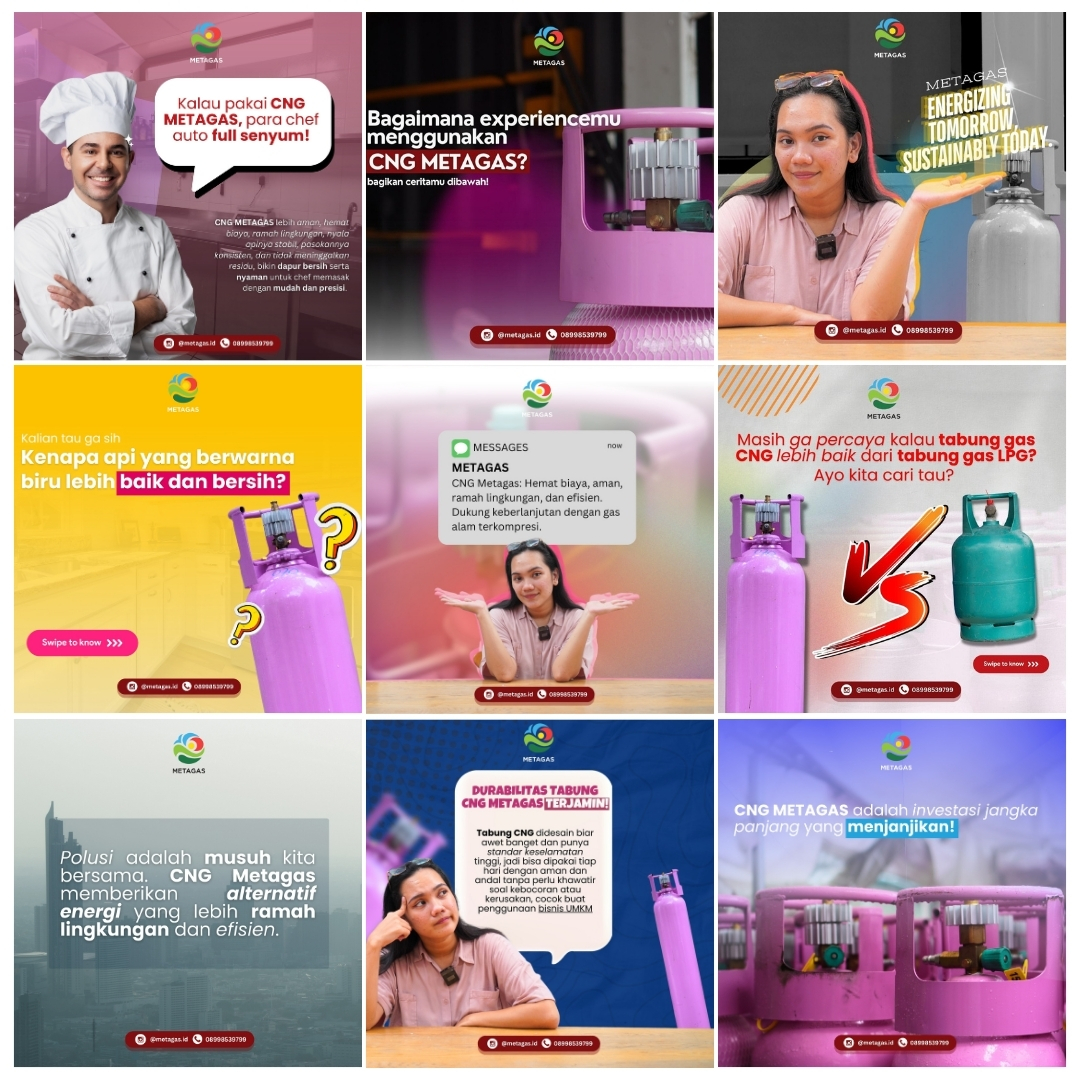 METAGAS
Kalau pakai CNG
METAGAS, para chef
auto full senyum!
CNG METAGAS lebih aman, hemat
biaya, ramah lingkungan, nyala
apinya stabil, pasokannya
konsisten, dan tidak meninggalkan
residu, bikin dapur bersih serta
nyaman untuk chef memasak
dengan mudah dan presisi.
@metagas.id 08998539799
METAGAS
Bagaimana experiencemu
menggunakan
CNG METAGAS?
bagikan ceritamu dibawah!
@metagas.id 08998539799
METAGAS
METAGAS
ENERGIZING
TOMORROW
SUSTAINABLY TODAY
@metagas.id 08998539799
METAGAS
Kalian tau ga sih
Kenapa api yang berwarna
biru lebih baik dan bersih?
? 
?
Swipe to know >>>
@metagas.id 08998539799
METAGAS
MESSAGES now
METAGAS
CNG Metagas: Hemat biaya, aman,
ramah lingkungan, dan efisien.
Dukung keberlanjutan dengan gas
alam terkompresi.
@metagas.id 08998539799
METAGAS
Masih ga percaya kalau tabung gas
CNG lebih baik dari tabung gas LPG?
Ayo kita cari tau?
VS
Swipe to know >>>
@metagas.id 08998539799
METAGAS
Polusi adalah musuh kita
bersama. CNG Metagas
memberikan alternatif
energi yang lebih ramah
lingkungan dan efisien.
@metagas.id 08998539799
METAGAS
DURABILITAS TABUNG
CNG METAGAS TERJAMIN!
Tabung CNG didesain biar
awet banget dan punya
standar keselamatan
tinggi, jadi bisa dipakai tiap
hari dengan aman dan
andal tanpa perlu khawatir
soal kebocoran atau
kerusakan, cocok buat
penggunaan bisnis UMKM
@metagas.id 08998539799
METAGAS
CNG METAGAS adalah investasi jangka
panjang yang menjanjikan!
@metagas.id 08998539799